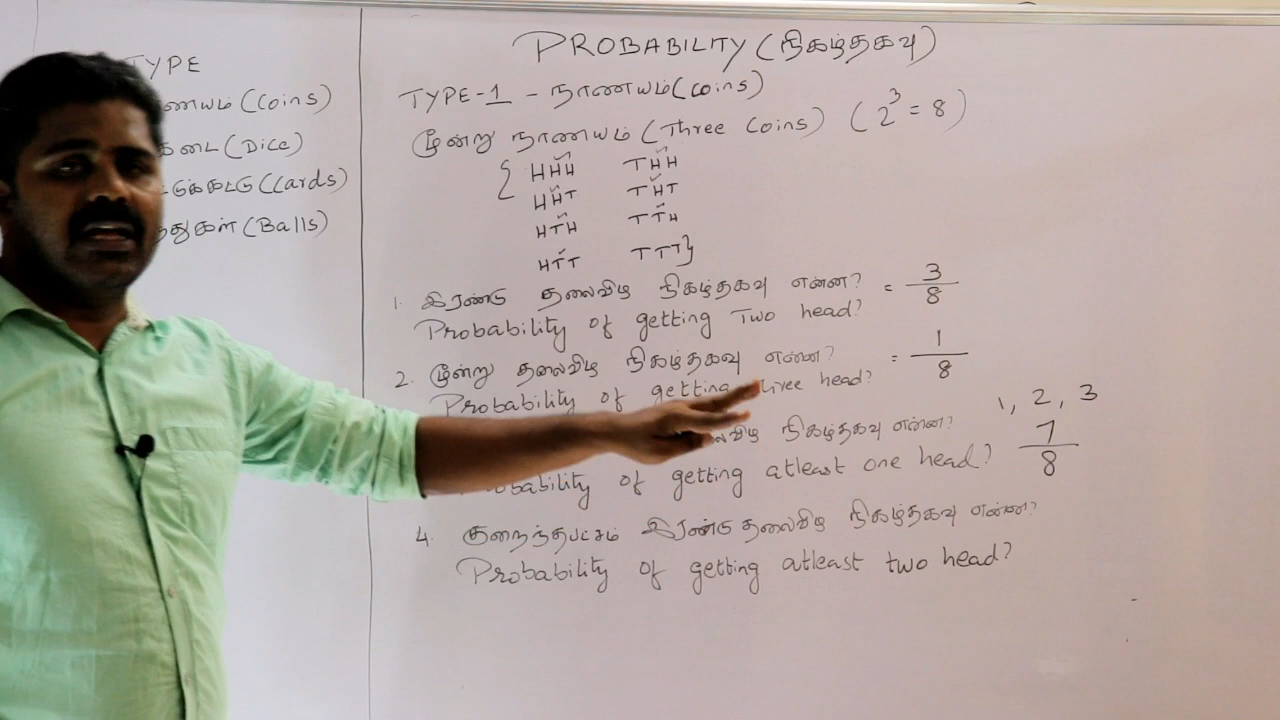 TYPE
(Coins)
(Dice)
(Cards)
(Balls)
PROBABILITY (நிகழ்தகவு)
TYPE-1 - நாணயம் (coins)
மூன்று நாணயம் (Three Coins) (2³ = 8)
{ HHH THH
HHT THT
HTH TTH
HTT TTT}
1. இரண்டு தலைவிழ நிகழ்தகவு என்ன? = 3/8
Probability of getting Two head?
2. மூன்று தலைவிழ நிகழ்தகவு என்ன? = 1/8
Probability of getting three head?
1, 2, 3
நிகழ்தகவு என்ன? 7/8
Probability of getting atleast one head?
4. குறைந்தபட்சம் இரண்டு தலைவிழ நிகழ்தகவு என்ன?
Probability of getting atleast two head?